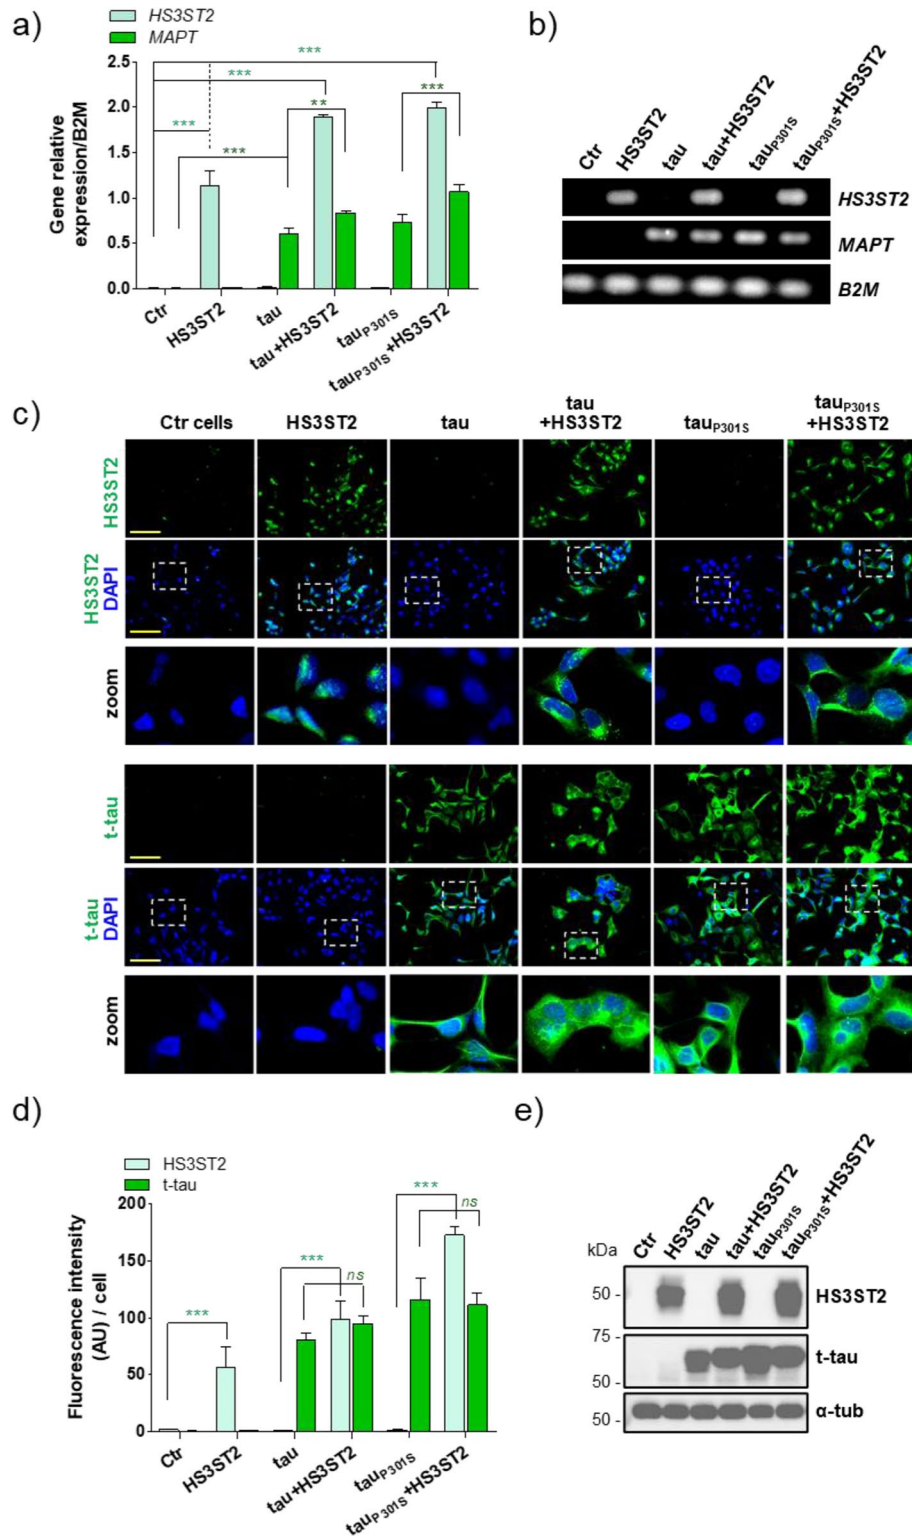 a)
HS3ST2
MAPT
***
***
***
***
**
***
Gene relative
expression/B2M
2.5
2.0
1.5
1.0
0.5
0.0
Ctr
HS3ST2
tau
tau+HS3ST2
tauP301S
tauP301S+HS3ST2
b)
Ctr
HS3ST2
tau
tau+HS3ST2
tauP301S
tauP301S+HS3ST2
HS3ST2
MAPT
B2M
c)
Ctr cells
HS3ST2
tau
tau
+HS3ST2
tauP301S
tauP301S
+HS3ST2
HS3ST2
HS3ST2
DAPI
zoom
t-tau
t-tau
DAPI
zoom
d)
HS3ST2
t-tau
Fluorescence intensity
(AU) / cell
200
150
100
50
0
***
***
ns
***
ns
Ctr
HS3ST2
tau
tau+HS3ST2
tauP301S
tauP301S+HS3ST2
e)
kDa
Ctr
HS3ST2
tau
tau+HS3ST2
tauP301S
tauP301S+HS3ST2
50 -
HS3ST2
75 -
t-tau
50 -
50 -
α-tub